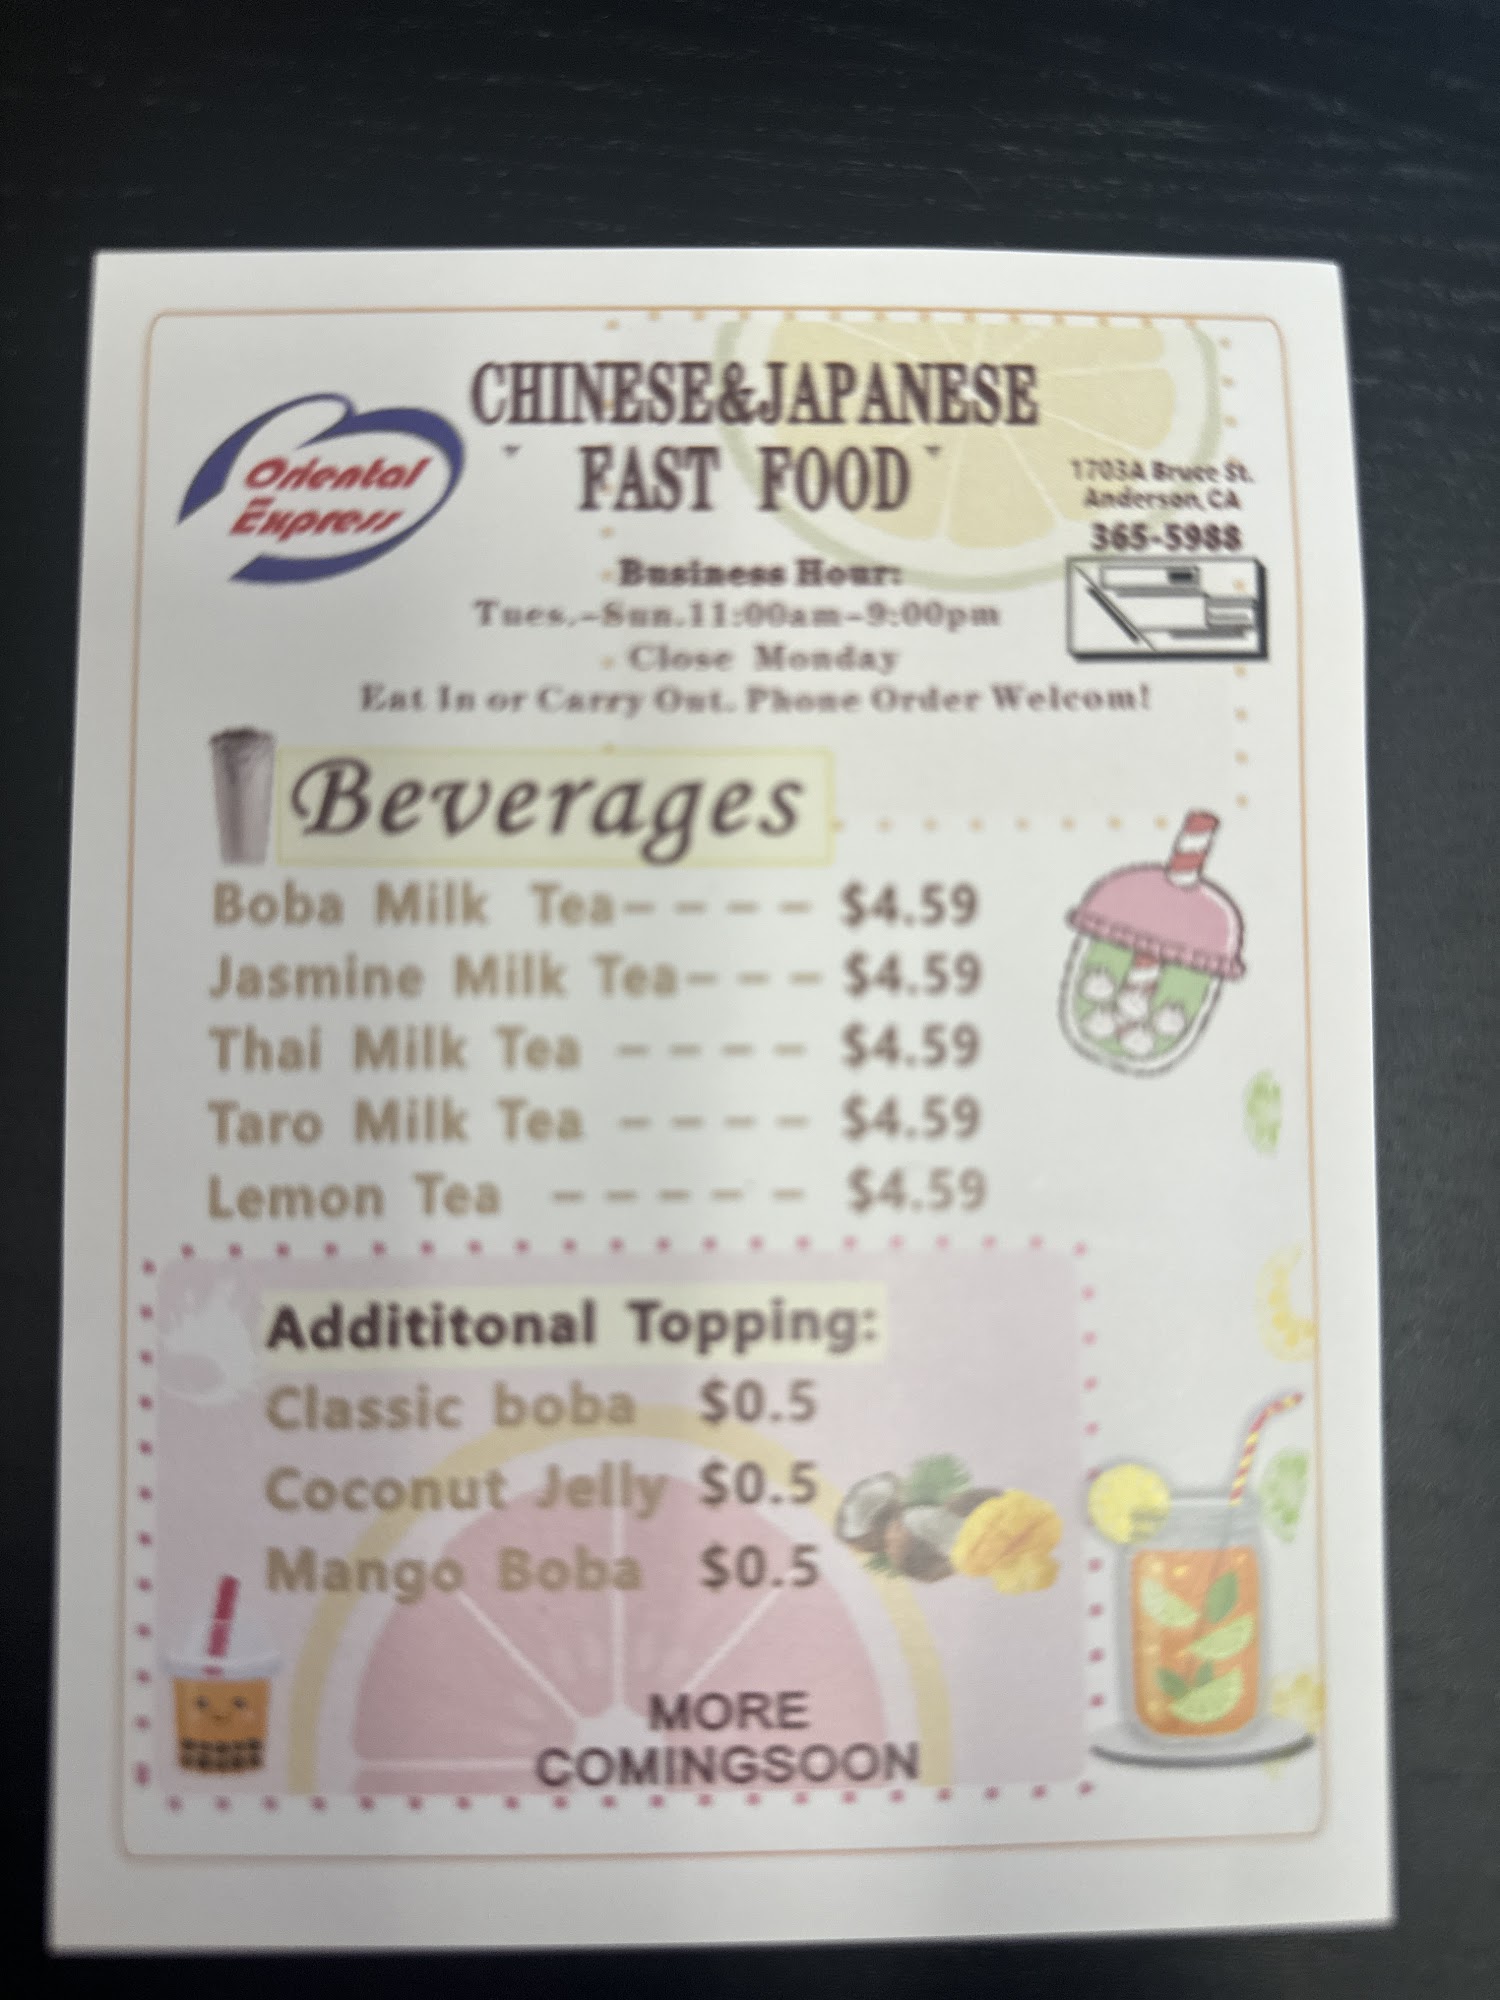 CHINESE&JAPANESE
FAST FOOD
Oriental
Express
1703A Bruce St.
Anderson, CA
365-5988
Business Hour:
Tues.-Sun.11:00am-9:00pm
Close Monday
Eat In or Carry Out. Phone Order Welcom!
Beverages
Boba Milk Tea---- $4.59
Jasmine Milk Tea--- $4.59
Thai Milk Tea ---- $4.59
Taro Milk Tea ---- $4.59
Lemon Tea ----- $4.59
Addititonal Topping:
Classic boba $0.5
Coconut Jelly $0.5
Mango Boba $0.5
MORE
COMINGSOON